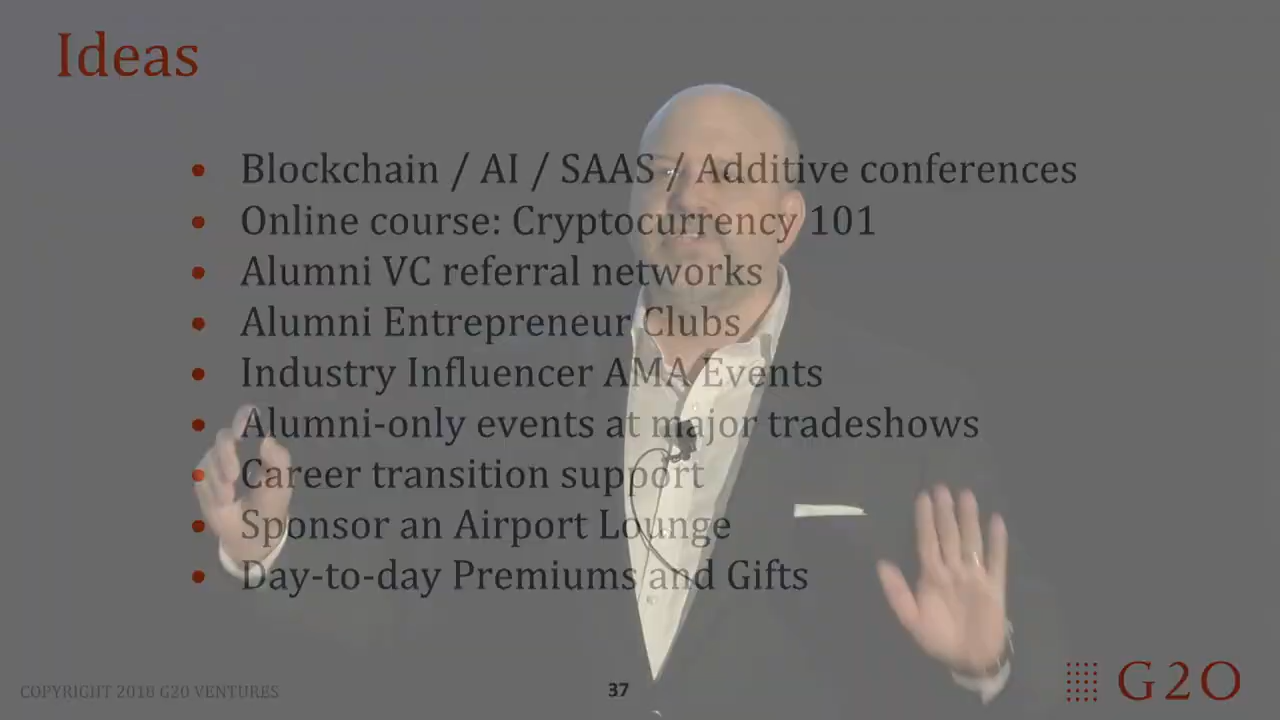 Ideas
• Blockchain / AI / SAAS / Additive conferences
• Online course: Cryptocurrency 101
• Alumni VC referral networks
• Alumni Entrepreneur Clubs
• Industry Influencer AMA Events
• Alumni-only events at major tradeshows
• Career transition support
• Sponsor an Airport Lounge
• Day-to-day Premiums and Gifts
COPYRIGHT 2018 G20 VENTURES
37
G2O